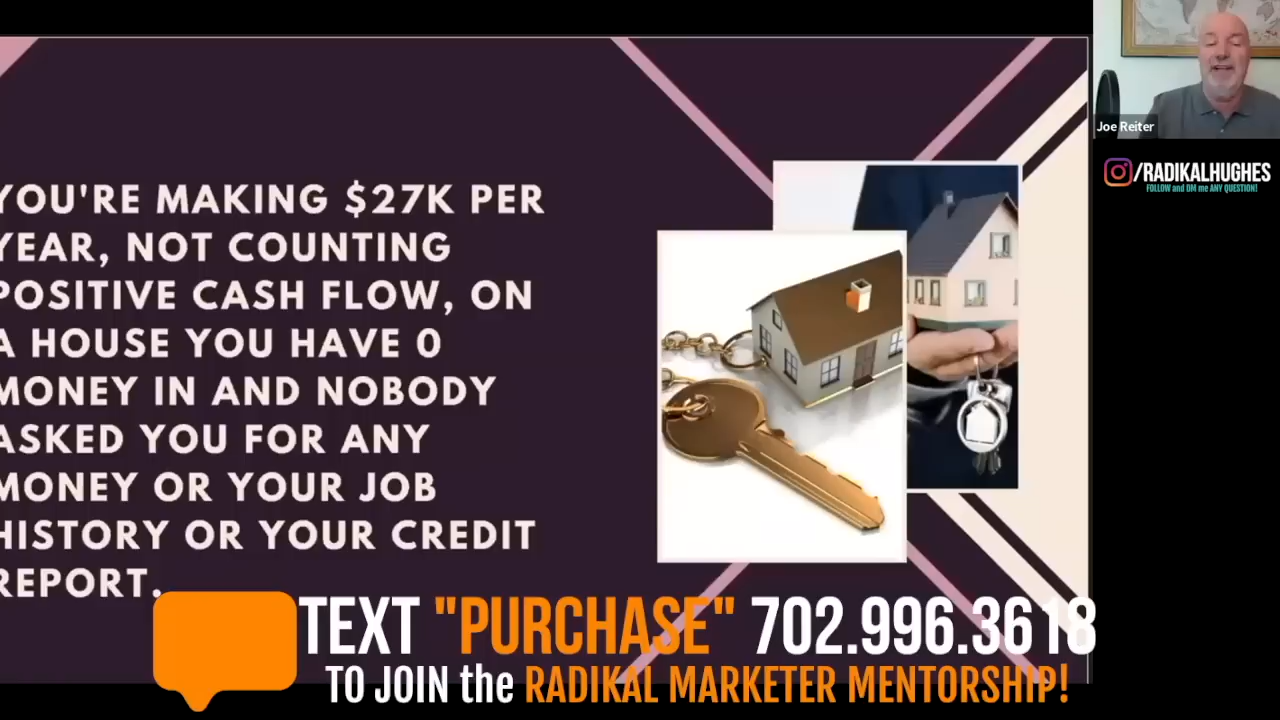 YOU'RE MAKING $27K PER
YEAR, NOT COUNTING
POSITIVE CASH FLOW, ON
A HOUSE YOU HAVE 0
MONEY IN AND NOBODY
ASKED YOU FOR ANY
MONEY OR YOUR JOB
HISTORY OR YOUR CREDIT
REPORT.
Joe Reiter
/RADIKALHUGHES
FOLLOW and DM me ANY QUESTION!
TEXT "PURCHASE" 702.996.3618
TO JOIN the RADIKAL MARKETER MENTORSHIP!